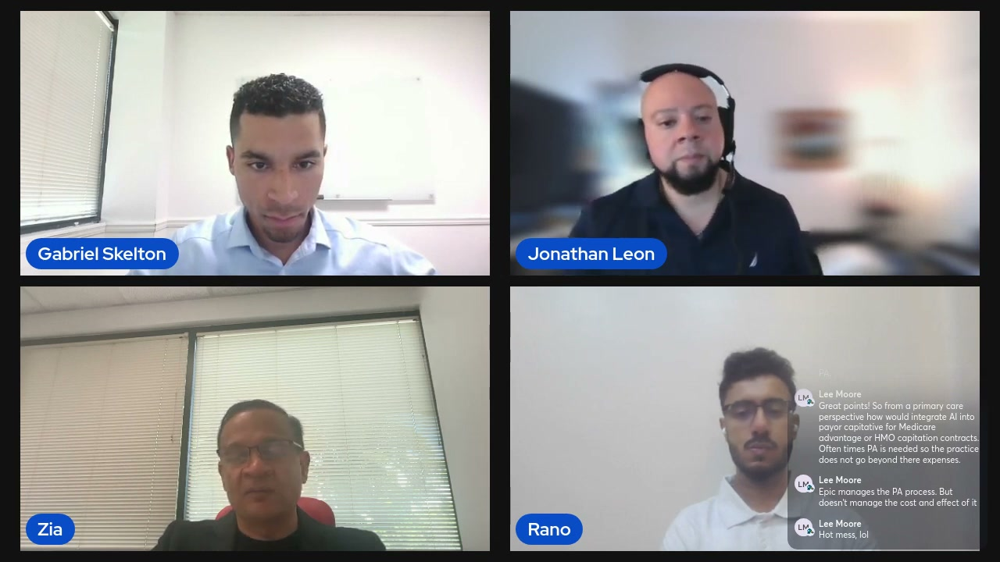 Gabriel Skelton
Jonathan Leon
Zia
Rano
PA,
LM
Lee Moore
Great points! So from a primary care
perspective how would integrate AI into
payor capitative for Medicare
advantage or HMO capitation contracts.
Often times PA is needed so the practice
does not go beyond there expenses.
LM
Lee Moore
Epic manages the PA process. But
doesn't manage the cost and effect of it
LM
Lee Moore
Hot mess, lol